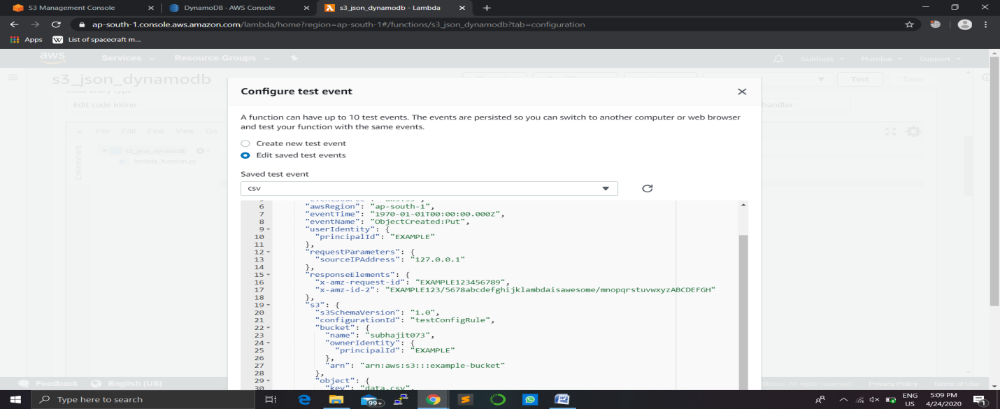 S3 Management Console
DynamoDB · AWS Console
s3_json_dynamodb - Lambda
ap-south-1.console.aws.amazon.com/lambda/home?region=ap-south-1#/functions/s3_json_dynamodb?tab=configuration
Apps
W List of spacecraft m...
aws Services Resource Groups Subhajit Mumbai Support
s3_json_dynamodb Test Save
Code entry type
Edit code inline
handler
File Edit Find View Go
Environment
s3_json_dynamodb
lambda_function.py
Configure test event
A function can have up to 10 test events. The events are persisted so you can switch to another computer or web browser
and test your function with the same events.
Create new test event
Edit saved test events
Saved test event
csv
6 "awsRegion": "ap-south-1",
7 "eventTime": "1970-01-01T00:00:00.000Z",
8 "eventName": "ObjectCreated:Put",
9 "userIdentity": {
10 "principalId": "EXAMPLE"
11 },
12 "requestParameters": {
13 "sourceIPAddress": "127.0.0.1"
14 },
15 "responseElements": {
16 "x-amz-request-id": "EXAMPLE123456789",
17 "x-amz-id-2": "EXAMPLE123/5678abcdefghijklambdaisawesome/mnopqrstuvwxyzABCDEFGH"
18 },
19 "s3": {
20 "s3SchemaVersion": "1.0",
21 "configurationId": "testConfigRule",
22 "bucket": {
23 "name": "subhajit073",
24 "ownerIdentity": {
25 "principalId": "EXAMPLE"
26 },
27 "arn": "arn:aws:s3:::example-bucket"
28 },
29 "object": {
30 "key": "data.csv",
Feedback English (US) All rights reserved. Privacy Policy Terms of Use
Type here to search
99+
ENG
US
5:09 PM
4/24/2020
1